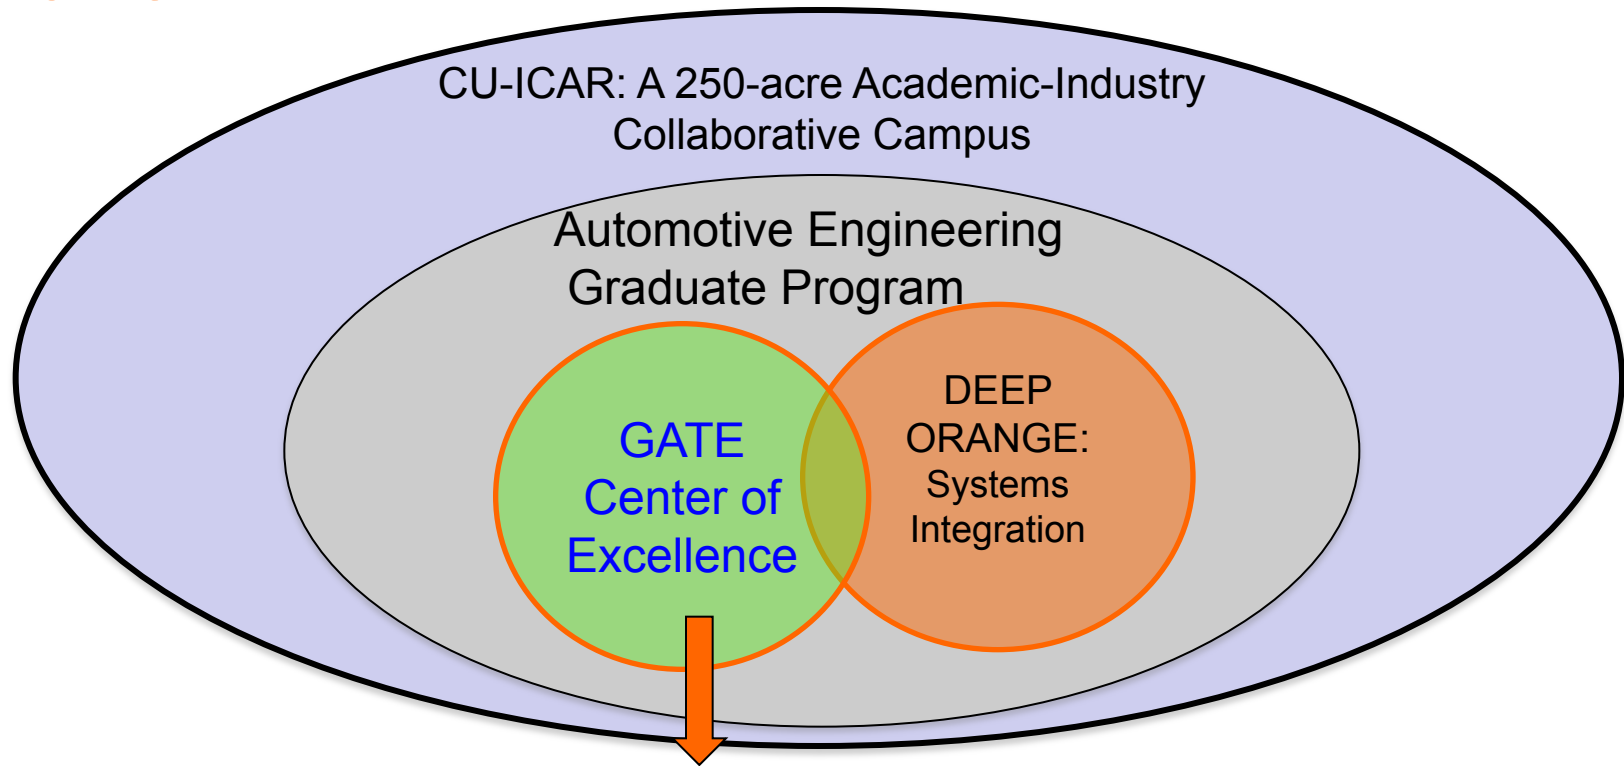 CU-ICAR: A 250-acre Academic-Industry
Collaborative Campus
Automotive Engineering
Graduate Program
GATE
Center of
Excellence
DEEP
ORANGE:
Systems
Integration